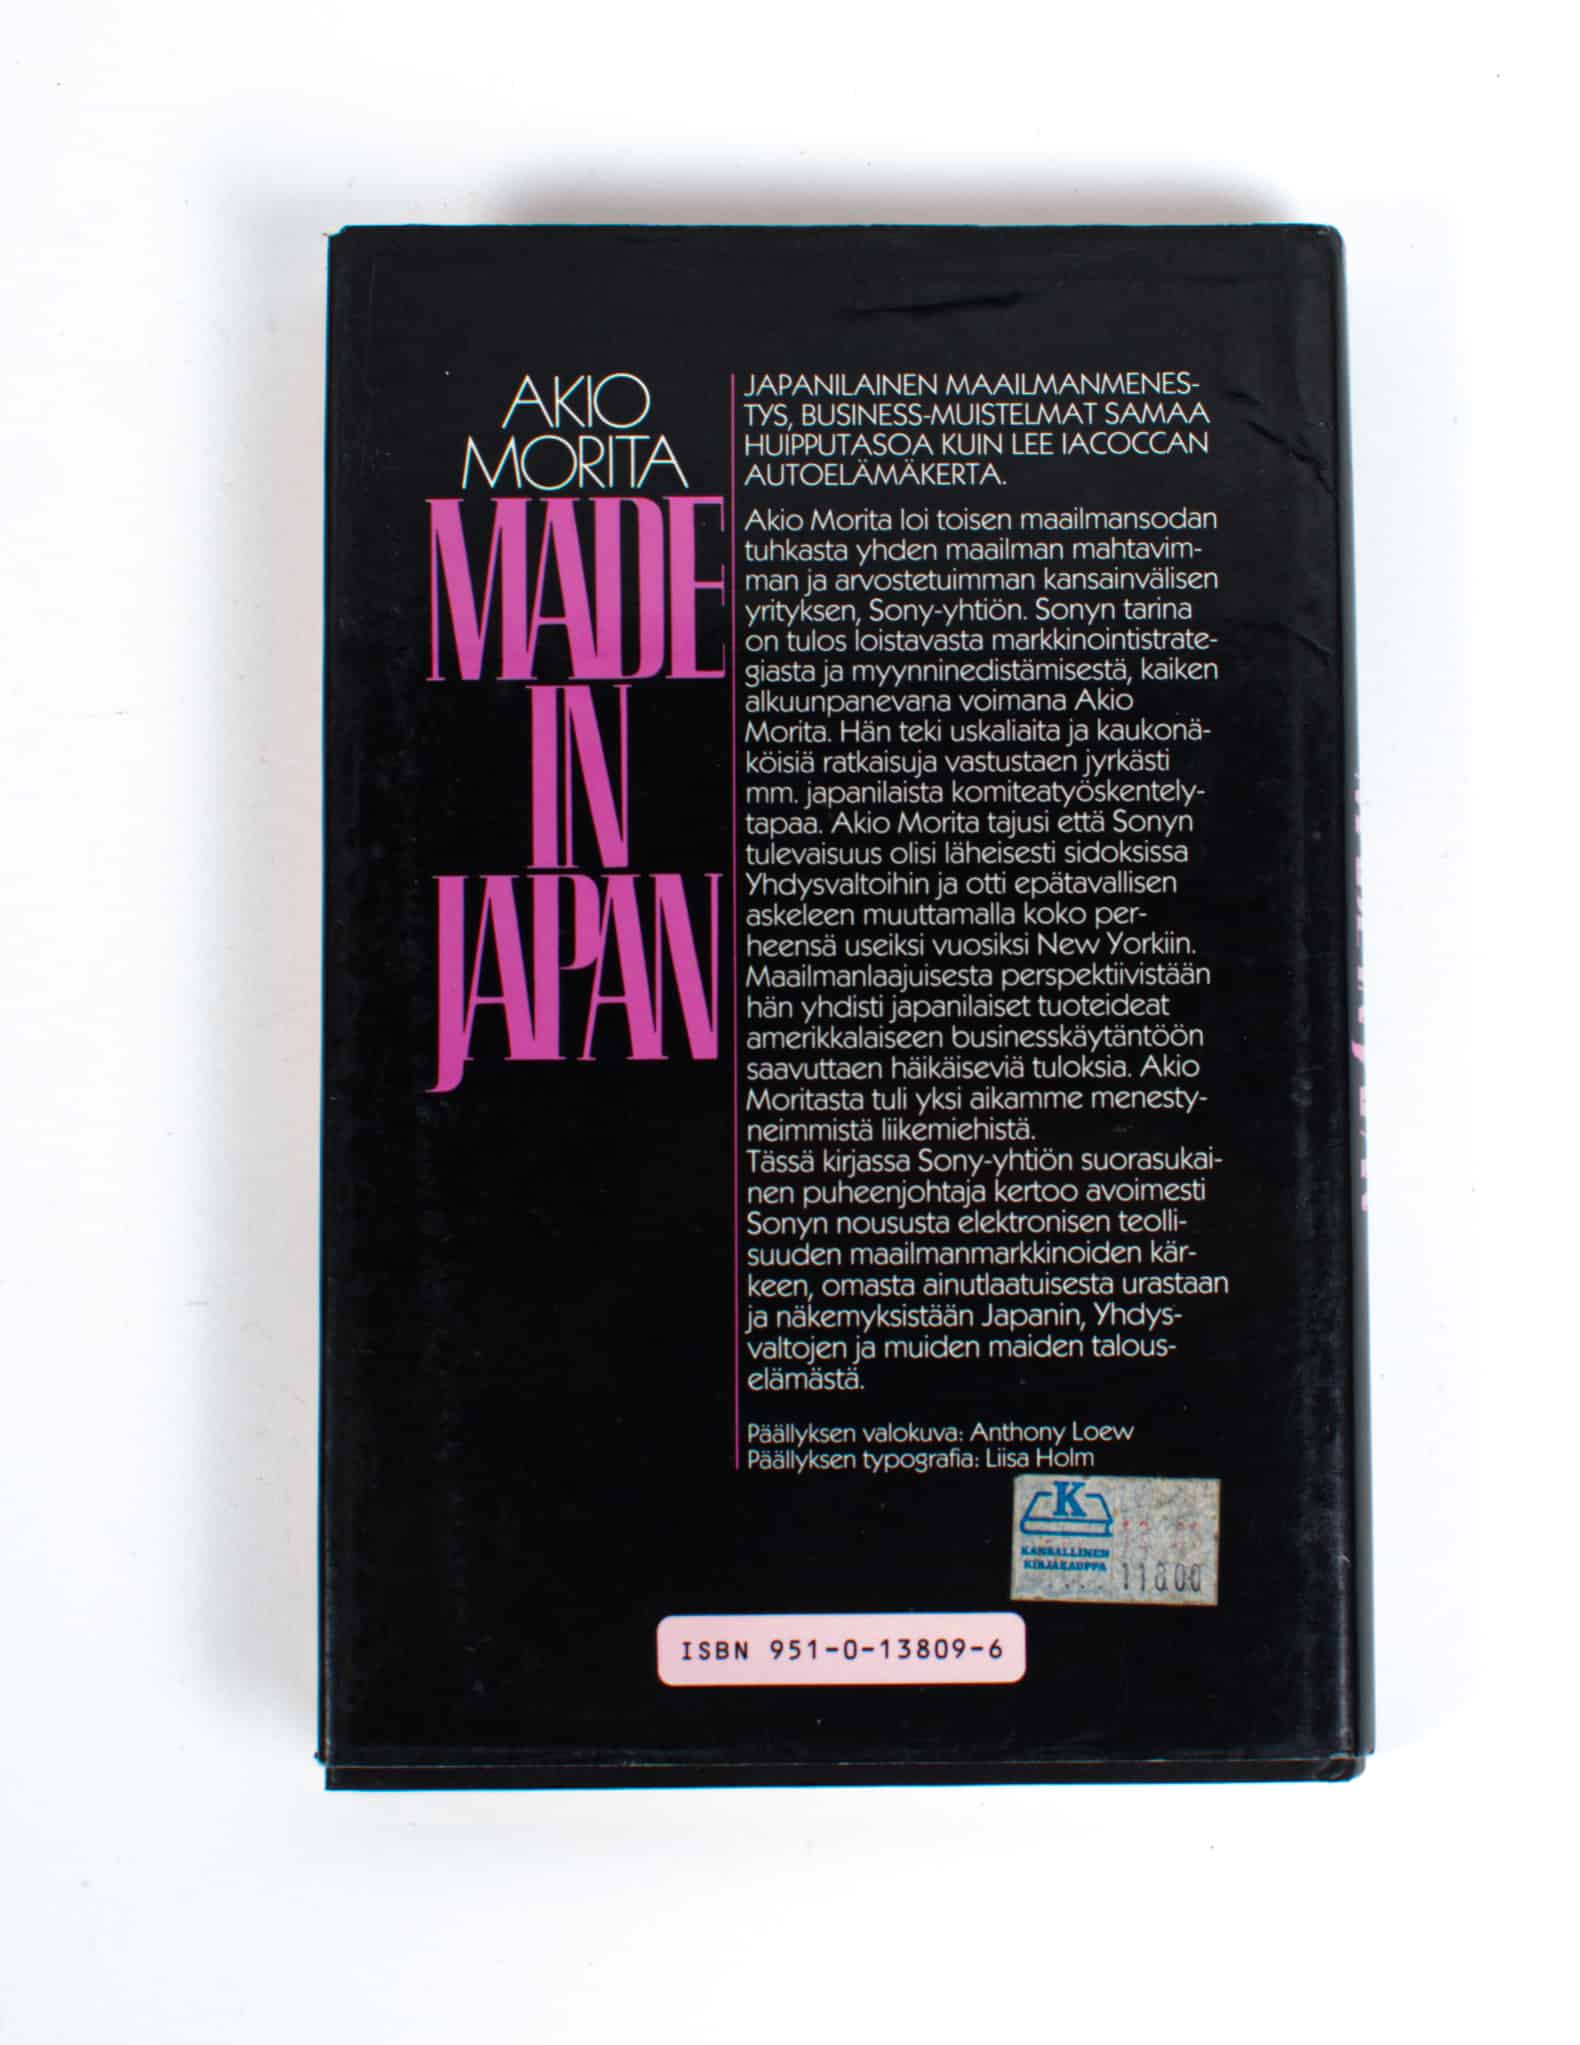 AKIO
MORITA
MADE
IN
JAPAN
JAPANILAINEN MAAILMANMENES-
TYS, BUSINESS-MUISTELMAT SAMAA
HUIPPUTASOA KUIN LEE IACOCCAN
AUTOELÄMÄKERTA.
Akio Morita loi toisen maailmansodan
tuhkasta yhden maailman mahtavim-
man ja arvostetuimman kansainvälisen
yrityksen, Sony-yhtiön. Sonyn tarina
on tulos loistavasta markkinointistrate-
giasta ja myynninedistämisestä, kaiken
alkuunpanevana voimana Akio
Morita. Hän teki uskaliaita ja kaukonä-
köisiä ratkaisuja vastustaen jyrkästi
mm. japanilaista komiteatyöskentely-
tapaa. Akio Morita tajusi että Sonyn
tulevaisuus olisi läheisesti sidoksissa
Yhdysvaltoihin ja otti epätavallisen
askeleen muuttamalla koko per-
heensä useiksi vuosiksi New Yorkiin.
Maailmanlaajuisesta perspektiivistään
hän yhdisti japanilaiset tuoteideat
amerikkalaiseen businesskäytäntöön
saavuttaen häikäiseviä tuloksia. Akio
Moritasta tuli yksi aikamme menesty-
neimmistä liikemiehistä.
Tässä kirjassa Sony-yhtiön suorasukai-
nen puheenjohtaja kertoo avoimesti
Sonyn noususta elektronisen teolli-
suuden maailmanmarkkinoiden kär-
keen, omasta ainutlaatuisesta urastaan
ja näkemyksistään Japanin, Yhdys-
valtojen ja muiden maiden talous-
elämästä.
Päällyksen valokuva: Anthony Loew
Päällyksen typografia: Liisa Holm
K
KANSALLINEN
KIRJAKAUPPA
ISBN 951-0-13809-6